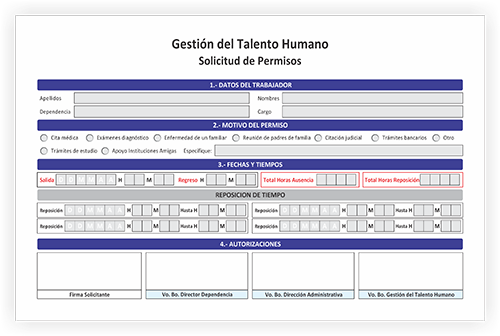 Gestión del Talento Humano
Solicitud de Permisos
1.- DATOS DEL TRABAJADOR
Apellidos Nombres
Dependencia Cargo
2.- MOTIVO DEL PERMISO
Cita médica Exámenes diagnóstico Enfermedad de un familiar Reunión de padres de familia Citación judicial Trámites bancarios Otro
Trámites de estudio Apoyo Instituciones Amigas Especifique:
3.- FECHAS Y TIEMPOS
Salida D D M M A A H M Regreso H M Total Horas Ausencia Total Horas Reposición
REPOSICION DE TIEMPO
Reposición D D M M A A H M Hasta H M Reposición D D M M A A H M Hasta H M
Reposición D D M M A A H M Hasta H M Reposición D D M M A A H M Hasta H M
4.- AUTORIZACIONES
Firma Solicitante Vo. Bo. Director Dependencia Vo. Bo. Dirección Administrativa Vo. Bo. Gestión del Talento Humano